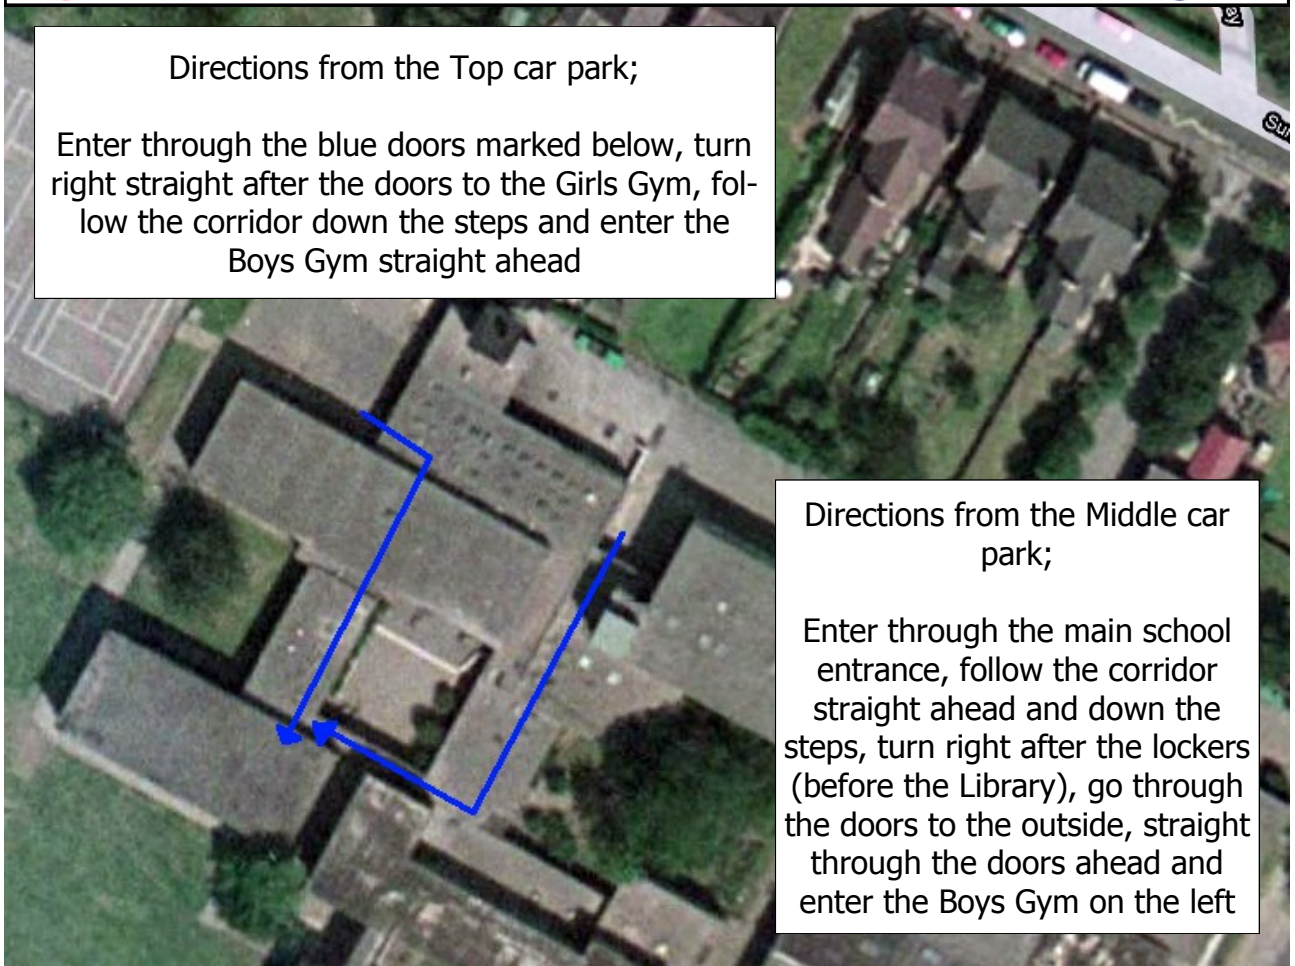 Directions from the Top car park;
Enter through the blue doors marked below, turn
right straight after the doors to the Girls Gym, fol-
low the corridor down the steps and enter the
Boys Gym straight ahead
Directions from the Middle car
park;
Enter through the main school
entrance, follow the corridor
straight ahead and down the
steps, turn right after the lockers
(before the Library), go through
the doors to the outside, straight
through the doors ahead and
enter the Boys Gym on the left